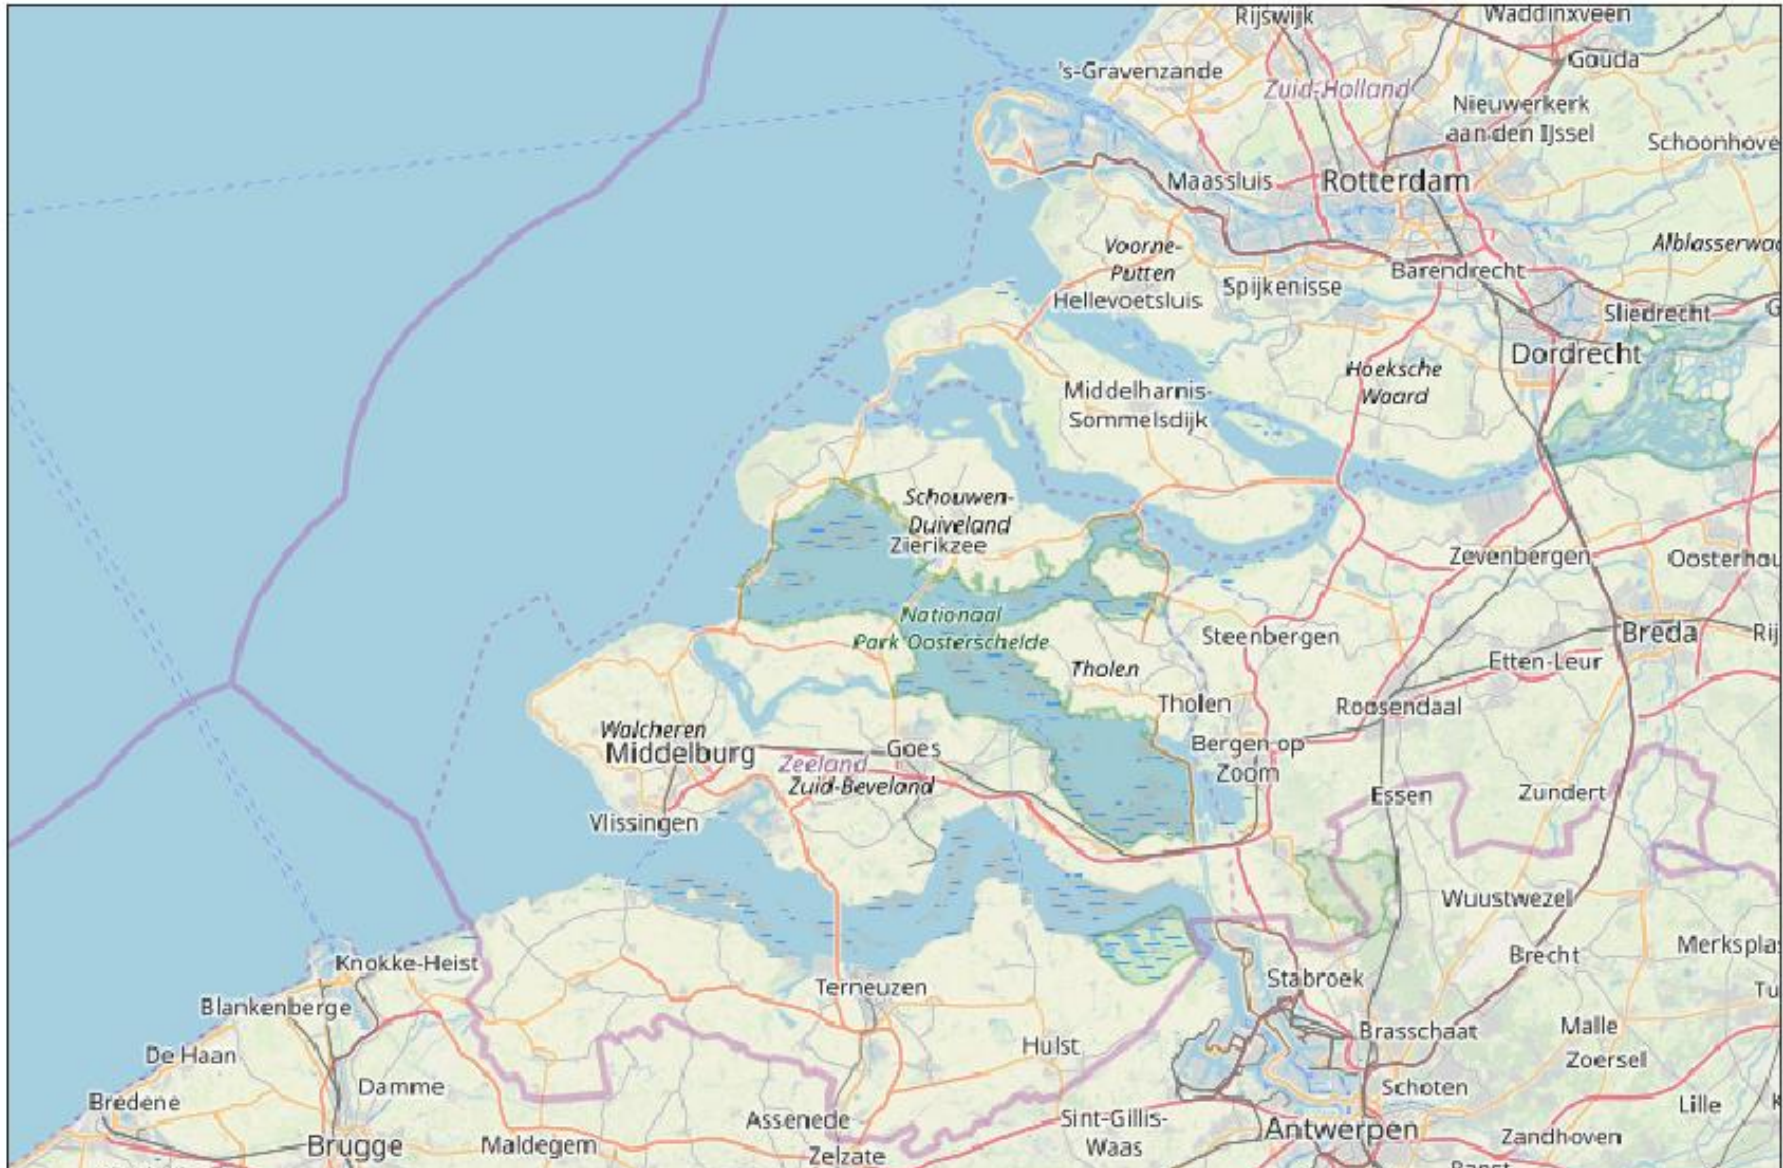 Rijswijk
Waddinxveen
Gouda
's-Gravenzande
Zuid-Holland
Nieuwerkerk
aan den IJssel
Schoonhove
Maassluis
Rotterdam
Voorne-
Putten
Alblasserwaa
Hellevoetsluis
Spijkenisse
Barendrecht
Sliedrecht
G
Dordrecht
Hoeksche
Waard
Middelharnis-
Sommelsdijk
Schouwen-
Duiveland
Zierikzee
Zevenbergen
Oosterhou
Nationaal
Park Oosterschelde
Steenbergen
Breda
Rij
Tholen
Etten-Leur
Tholen
Roosendaal
Walcheren
Middelburg
Goes
Bergen op
Zoom
Zeeland
Zuid-Beveland
Essen
Zundert
Vlissingen
Wuustwezel
Brecht
Merkspla
Knokke-Heist
Stabroek
Terneuzen
Tu
Blankenberge
Brasschaat
Malle
De Haan
Hulst
Zoersel
Damme
Schoten
Bredene
Assenede
Sint-Gillis-
Waas
Lille
Antwerpen
Zandhoven
Brugge
Maldegem
Zelzate